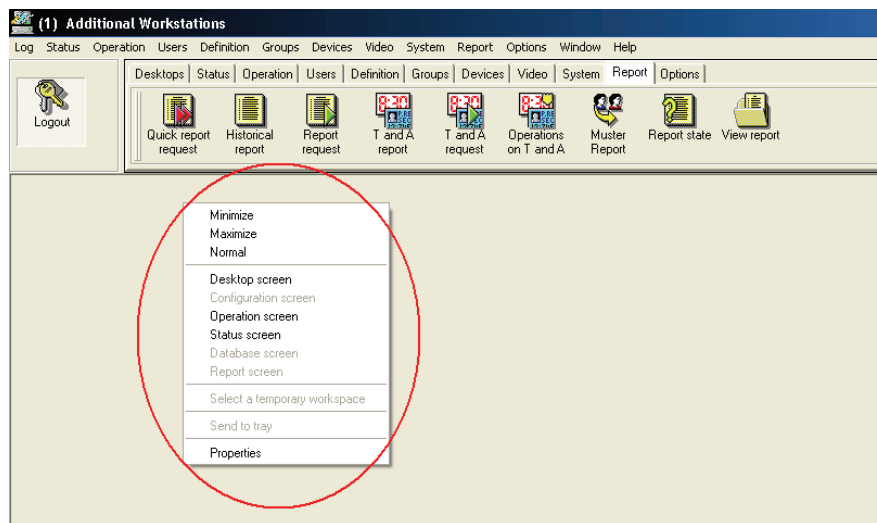 (1) Additional Workstations
Log Status Operation Users Definition Groups Devices Video System Report Options Window Help
Desktops Status Operation Users Definition Groups Devices Video System Report Options
Logout
Quick report request
Historical report
Report request
T and A report
T and A request
Operations on T and A
Muster Report
Report state
View report
Minimize
Maximize
Normal
Desktop screen
Configuration screen
Operation screen
Status screen
Database screen
Report screen
Select a temporary workspace
Send to tray
Properties